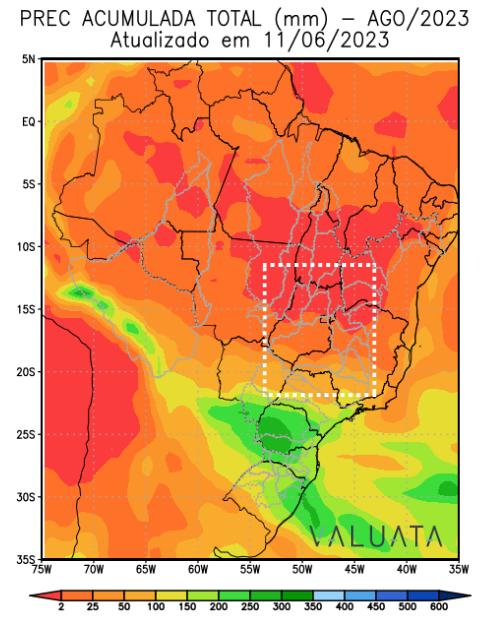 PREC ACUMULADA TOTAL (mm) – AGO/2023
Atualizado em 11/06/2023
5N
EQ
5S
10S
15S
20S
25S
30S
35S
VALUATA
75W 70W 65W 60W 55W 50W 45W 40W 35W
2 25 50 100 150 200 250 300 350 400 450 500 600